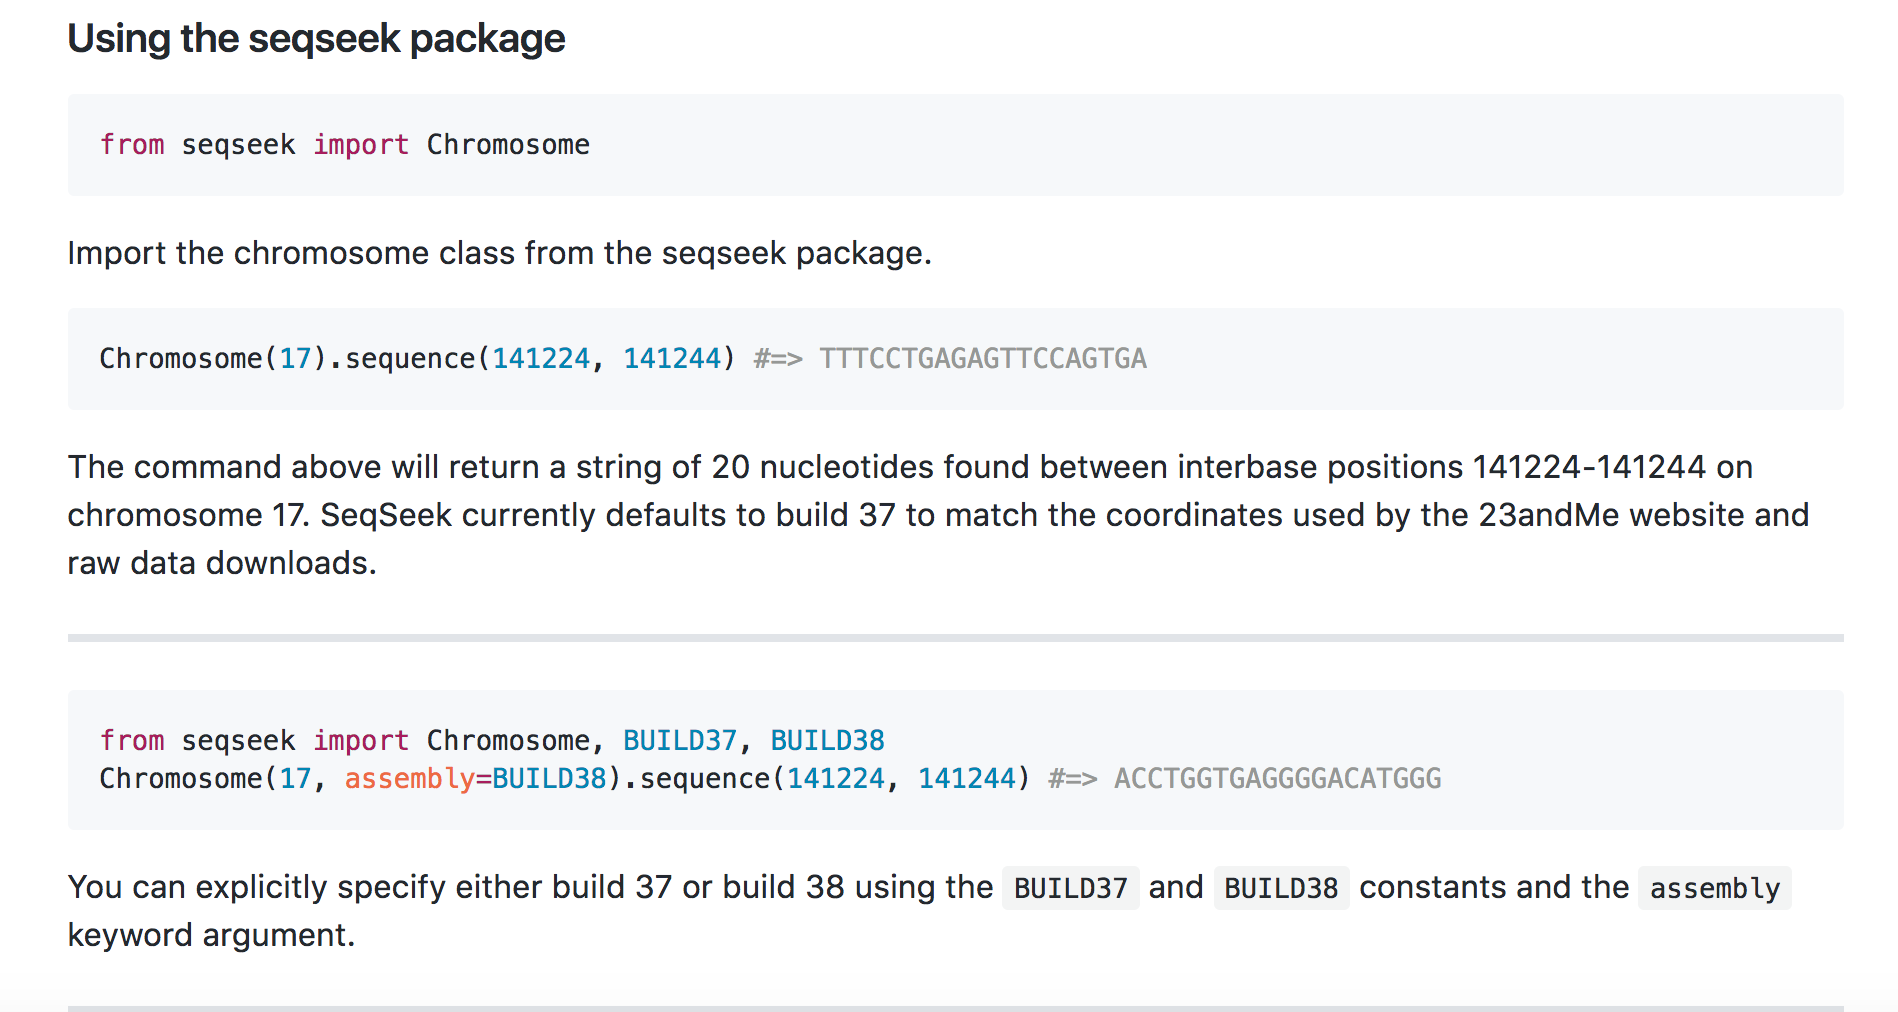 Using the seqseek package
from seqseek import Chromosome
Import the chromosome class from the seqseek package.
Chromosome(17).sequence(141224, 141244) #=> TTTCCTGAGAGTTCCAGTGA
The command above will return a string of 20 nucleotides found between interbase positions 141224-141244 on
chromosome 17. SeqSeek currently defaults to build 37 to match the coordinates used by the 23andMe website and
raw data downloads.
from seqseek import Chromosome, BUILD37, BUILD38
Chromosome(17, assembly=BUILD38).sequence(141224, 141244) #=> ACCTGGTGAGGGGACATGGG
You can explicitly specify either build 37 or build 38 using the BUILD37 and BUILD38 constants and the assembly
keyword argument.